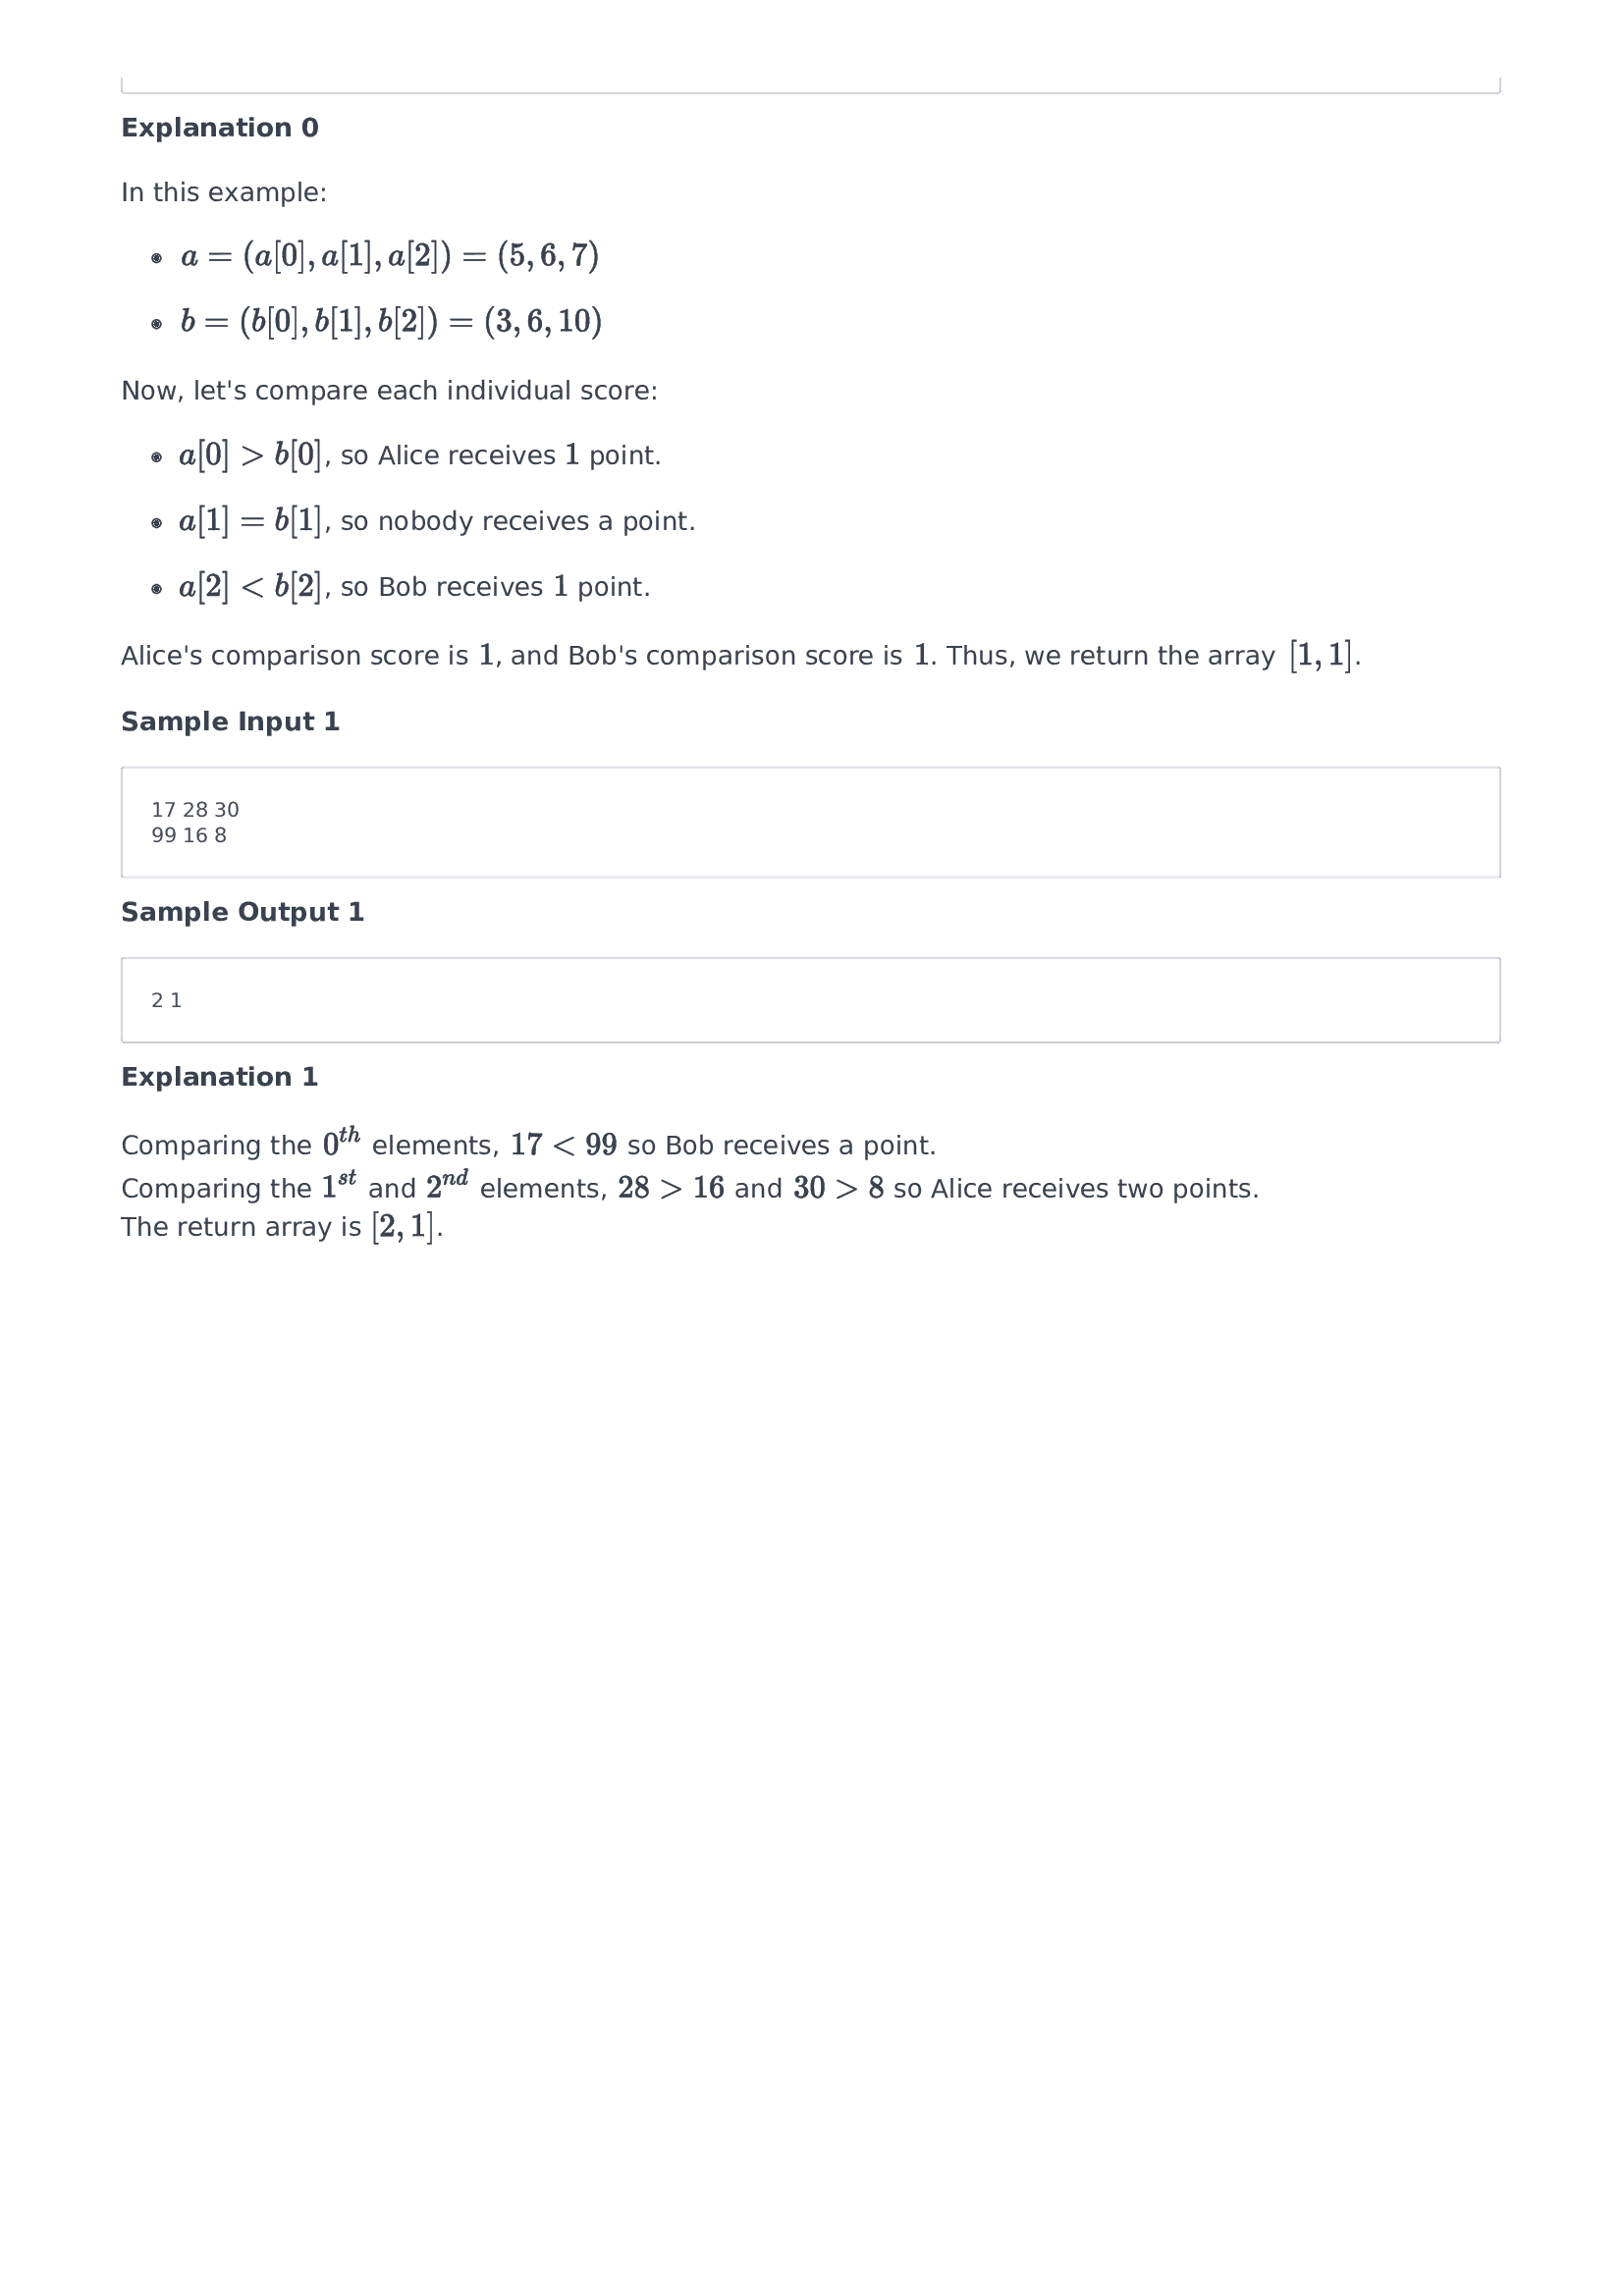 Explanation 0
In this example:
• a = (a[0], a[1], a[2]) = (5, 6, 7)
• b = (b[0], b[1], b[2]) = (3, 6, 10)
Now, let's compare each individual score:
• a[0] > b[0], so Alice receives 1 point.
• a[1] = b[1], so nobody receives a point.
• a[2] < b[2], so Bob receives 1 point.
Alice's comparison score is 1, and Bob's comparison score is 1. Thus, we return the array [1, 1].
Sample Input 1
17 28 30
99 16 8
Sample Output 1
2 1
Explanation 1
Comparing the 0^th elements, 17 < 99 so Bob receives a point.
Comparing the 1^st and 2^nd elements, 28 > 16 and 30 > 8 so Alice receives two points.
The return array is [2, 1].